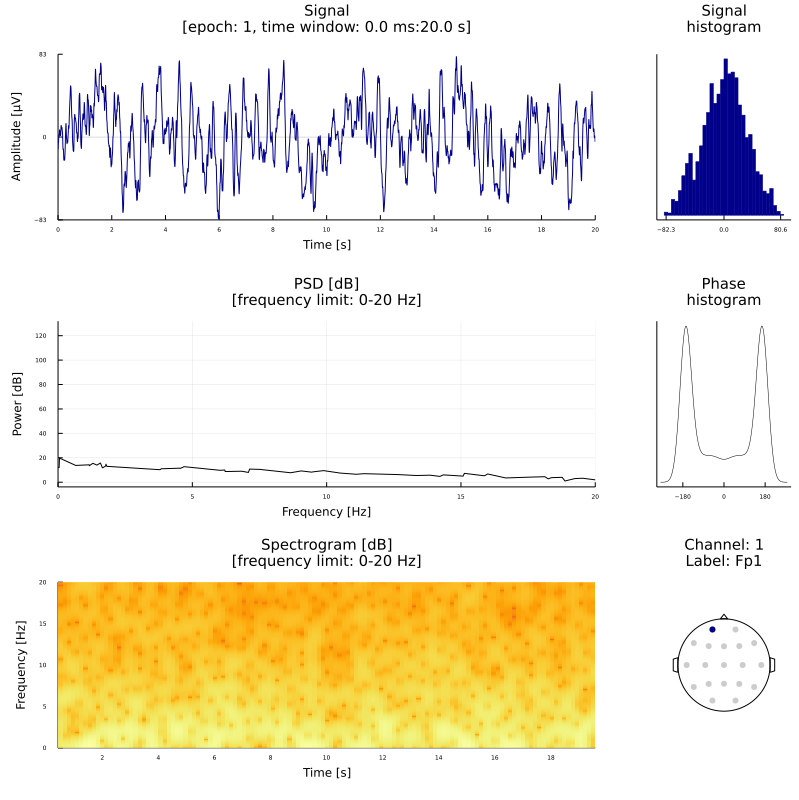 Signal
[epoch: 1, time window: 0.0 ms:20.0 s]
Signal
histogram
83
0
−83
Amplitude [μV]
0 2 4 6 8 10 12 14 16 18 20
Time [s]
−82.3 0.0 80.6
PSD [dB]
[frequency limit: 0-20 Hz]
Phase
histogram
120
100
80
60
40
20
0
Power [dB]
0 5 10 15 20
Frequency [Hz]
−180 0 180
Spectrogram [dB]
[frequency limit: 0-20 Hz]
Channel: 1
Label: Fp1
20
15
10
5
0
Frequency [Hz]
2 4 6 8 10 12 14 16 18
Time [s]